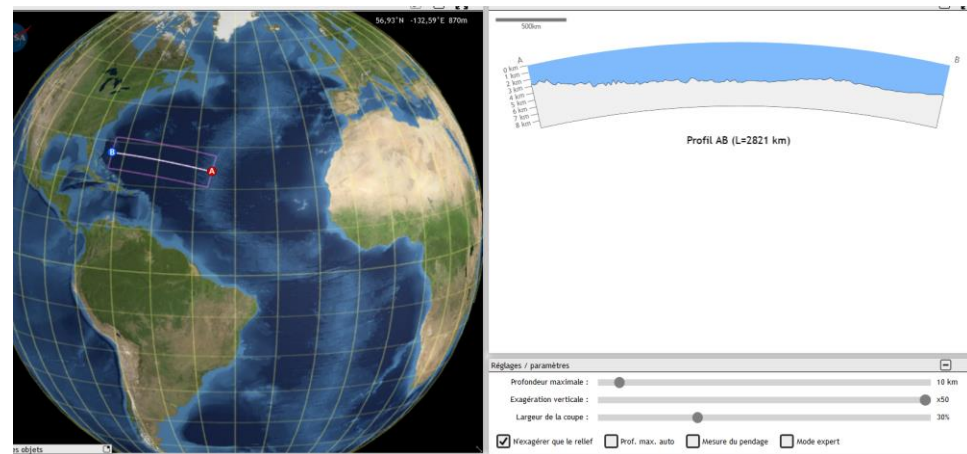 56,93°N -132,59°E 870m
B
A
es objets
500km
A
B
0 km
1 km
2 km
3 km
4 km
5 km
6 km
7 km
8 km
Profil AB (L=2821 km)
Réglages / paramètres
Profondeur maximale : 10 km
Exagération verticale : x50
Largeur de la coupe : 30%
N'exagérer que le relief Prof. max. auto Mesure du pendage Mode expert